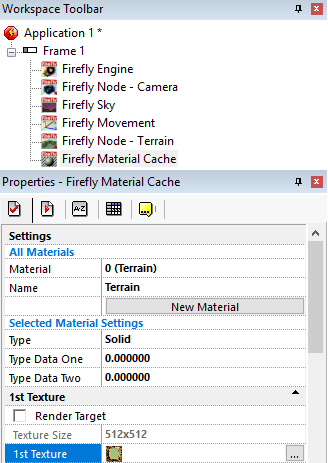 Workspace Toolbar
Application 1 *
Frame 1
Firefly Engine
Firefly Node - Camera
Firefly Sky
Firefly Movement
Firefly Node - Terrain
Firefly Material Cache
Properties - Firefly Material Cache
A-Z
Settings
All Materials
Material 0 (Terrain)
Name Terrain
New Material
Selected Material Settings
Type Solid
Type Data One 0.000000
Type Data Two 0.000000
1st Texture
Render Target
Texture Size 512x512
1st Texture ...